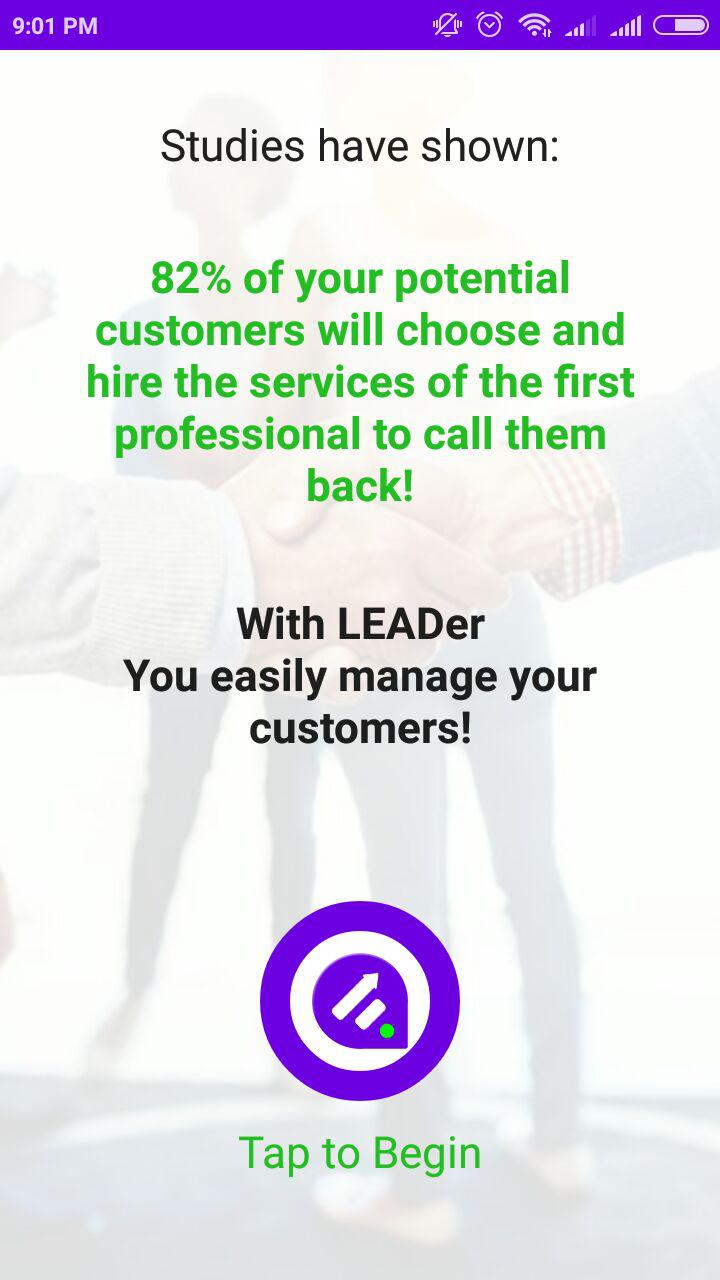 9:01 PM
Studies have shown:
82% of your potential
customers will choose and
hire the services of the first
professional to call them
back!
With LEADer
You easily manage your
customers!
Tap to Begin